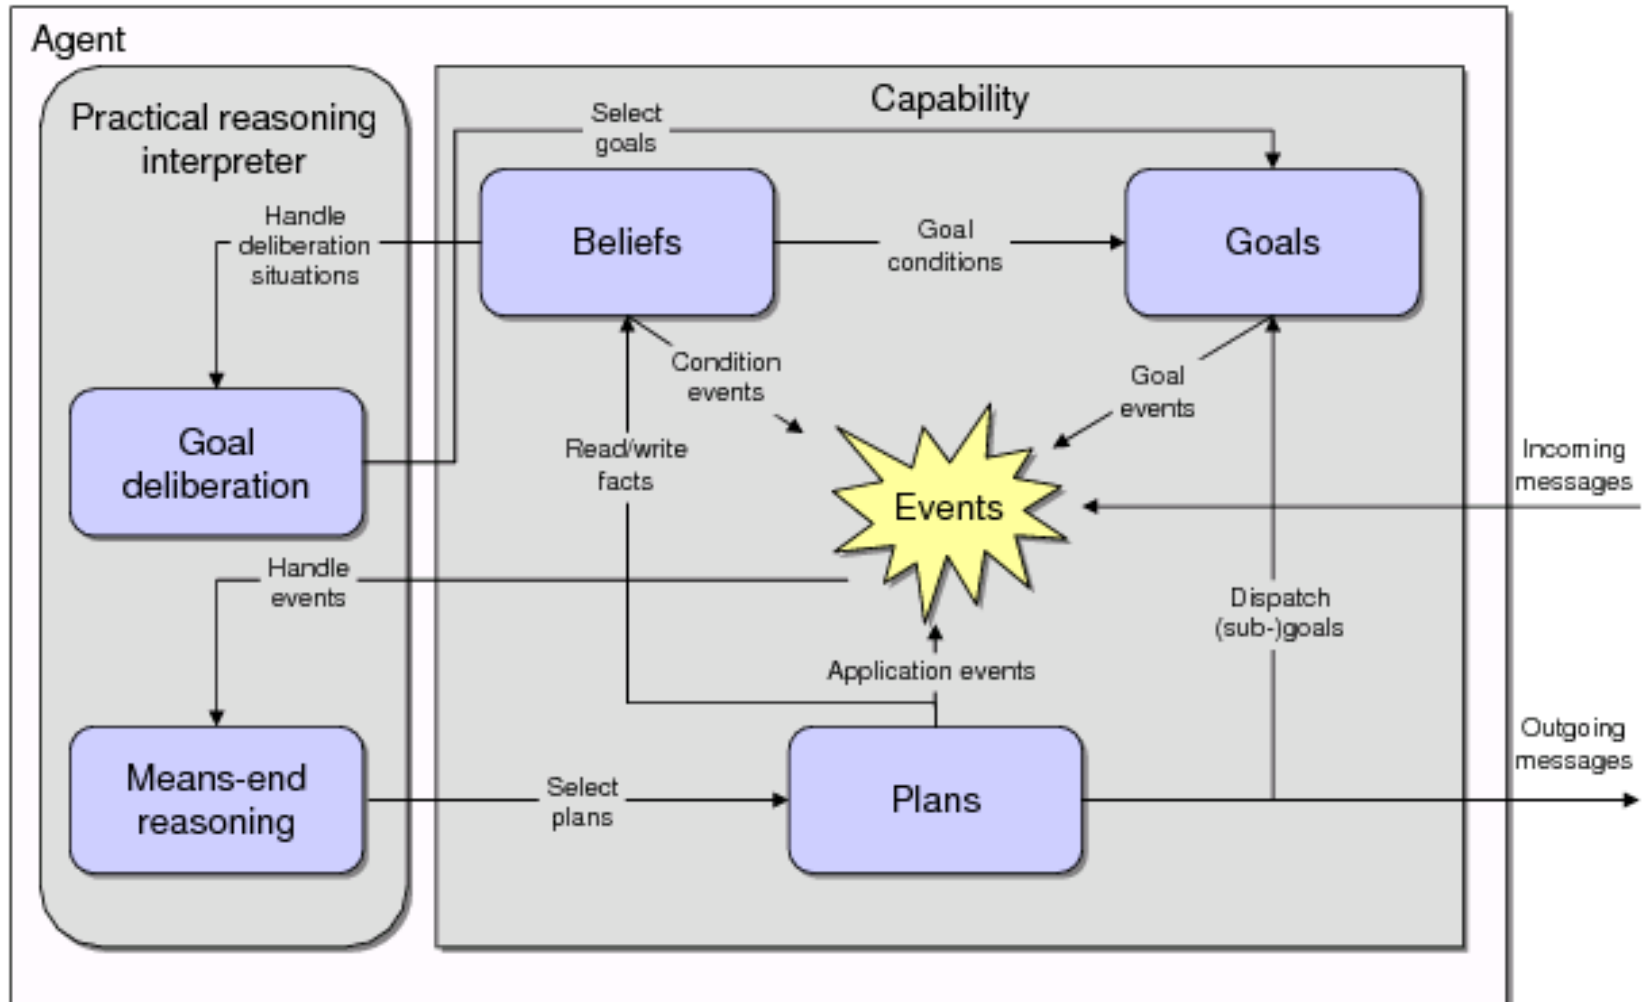 Agent
Practical reasoning
interpreter
Capability
Select
goals
Handle
deliberation
situations
Beliefs
Goal
conditions
Goals
Condition
events
Goal
events
Goal
deliberation
Read/write
facts
Events
Incoming
messages
Handle
events
Dispatch
(sub-)goals
Application events
Outgoing
messages
Means-end
reasoning
Select
plans
Plans